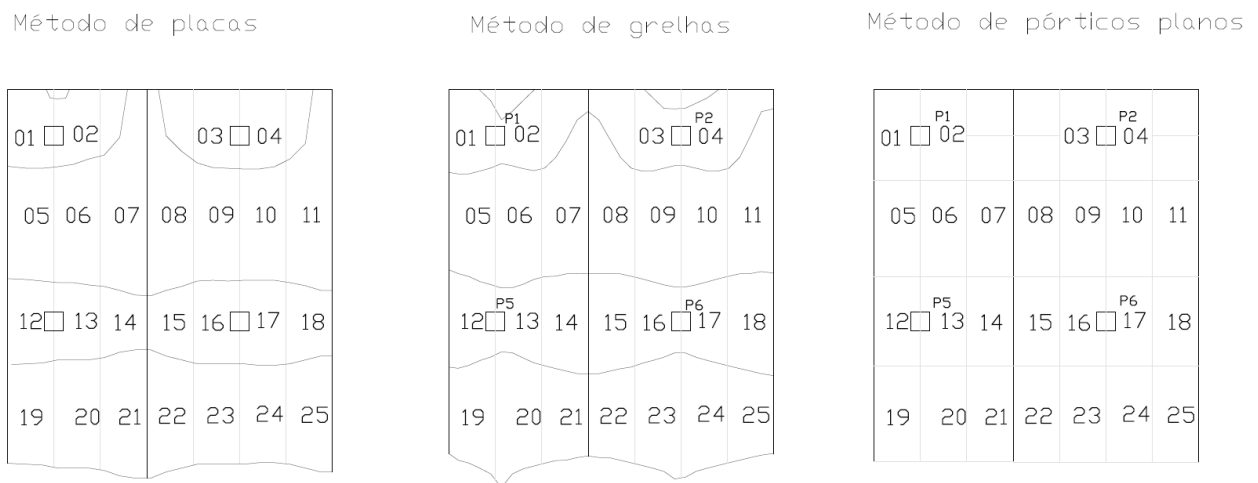 Método de placas
01 02 03 04
05 06 07 08 09 10 11
12 13 14 15 16 17 18
19 20 21 22 23 24 25
Método de grelhas
P1 P2
01 02 03 04
05 06 07 08 09 10 11
P5 P6
12 13 14 15 16 17 18
19 20 21 22 23 24 25
Método de pórticos planos
P1 P2
01 02 03 04
05 06 07 08 09 10 11
P5 P6
12 13 14 15 16 17 18
19 20 21 22 23 24 25